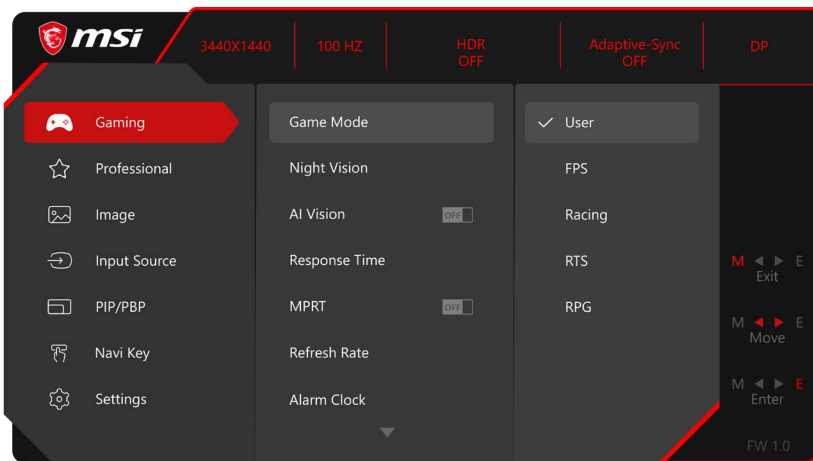 msi
3440X1440
100 HZ
HDR
OFF
Adaptive-Sync
OFF
DP
Gaming
Professional
Image
Input Source
PIP/PBP
Navi Key
Settings
Game Mode
Night Vision
AI Vision
OFF
Response Time
MPRT
OFF
Refresh Rate
Alarm Clock
User
FPS
Racing
RTS
RPG
M ◄ ► E
Exit
M ◄ ► E
Move
M ◄ ► E
Enter
FW 1.0